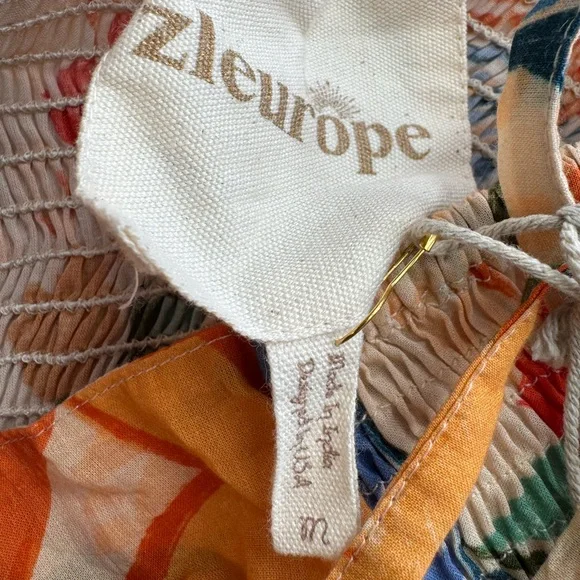 zleurope
Made in India
Designed in USA
M